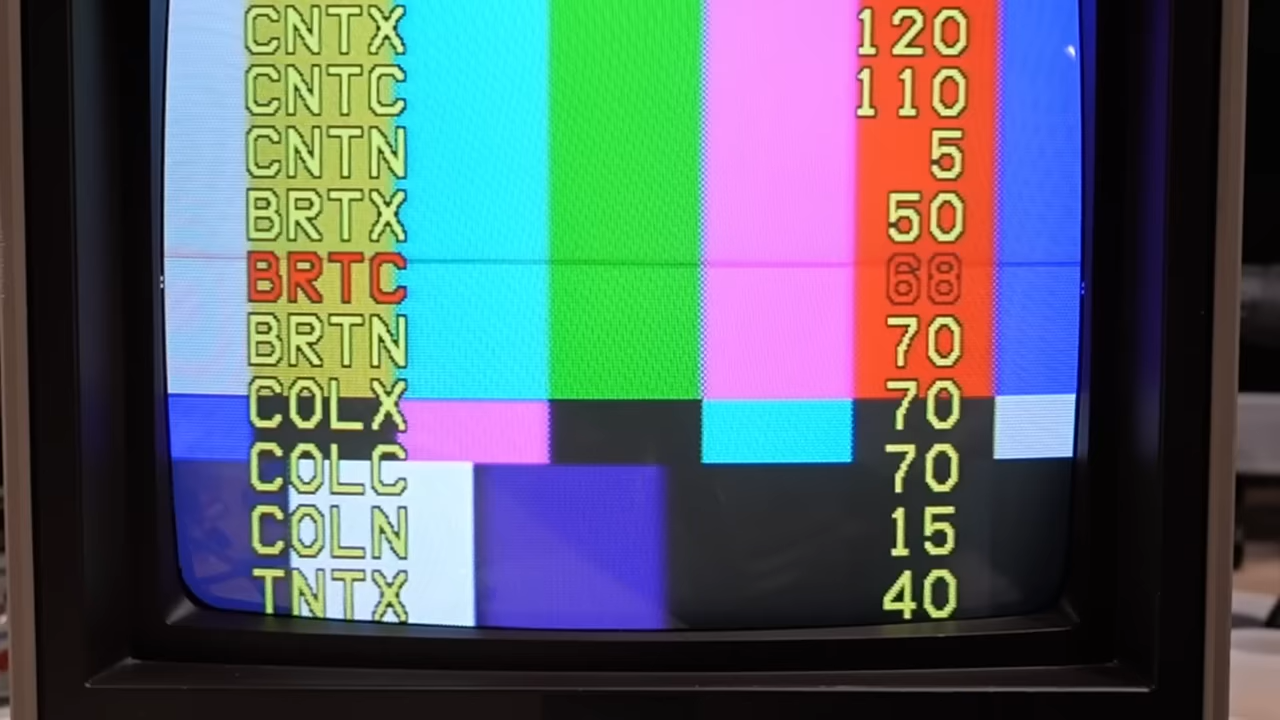 CNTX 120
CNTC 110
CNTN 5
BRTX 50
BRTC 68
BRTN 70
COLX 70
COLC 70
COLN 15
TNTX 40